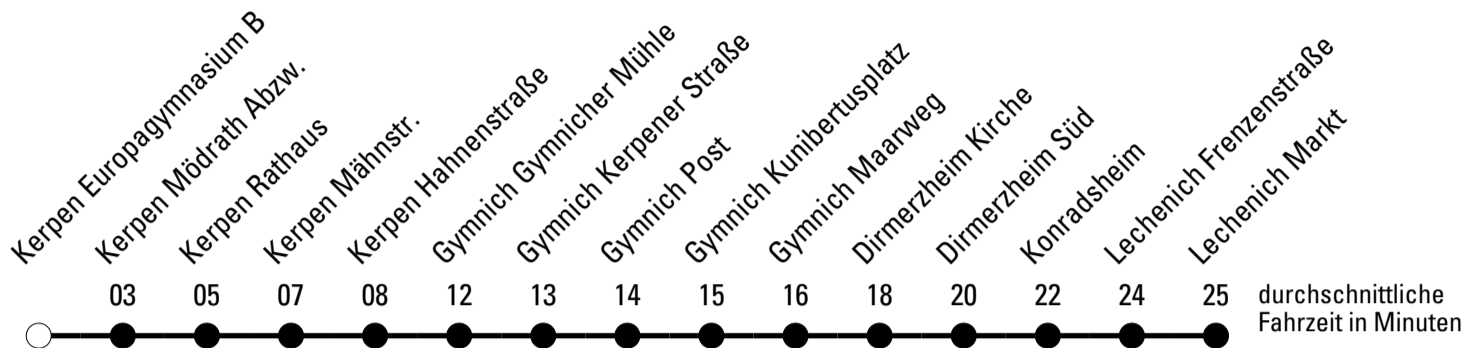 Kerpen Europagymnasium B
Kerpen Mödrath Abzw.
Kerpen Rathaus
Kerpen Mähnstr.
Kerpen Hahnenstraße
Gymnich Gymnicher Mühle
Gymnich Kerpener Straße
Gymnich Post
Gymnich Kunibertusplatz
Gymnich Maarweg
Dirmerzheim Kirche
Dirmerzheim Süd
Konradsheim
Lechenich Frenzenstraße
Lechenich Markt
03 05 07 08 12 13 14 15 16 18 20 22 24 25
durchschnittliche
Fahrzeit in Minuten